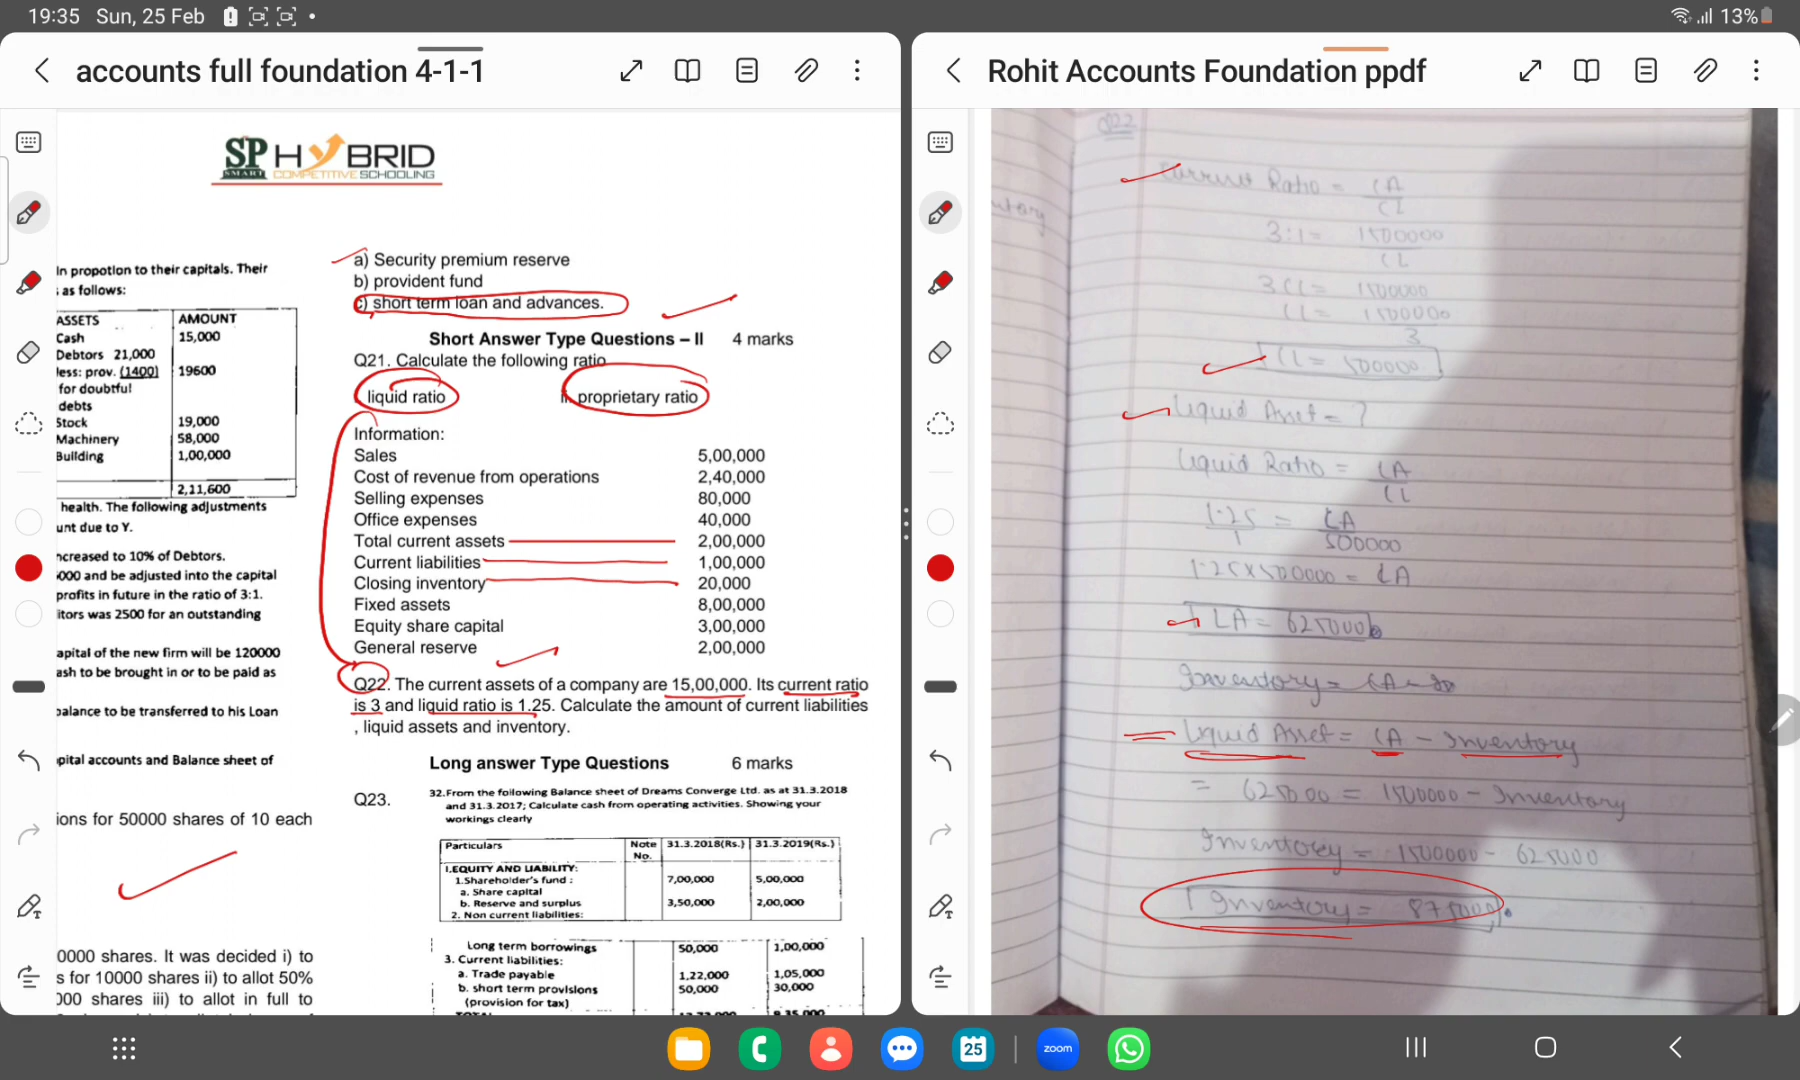 19:35 Sun, 25 Feb
13%
accounts full foundation 4-1-1
SP HYBRID
SMART COMPETITIVE SCHOOLING
In propotion to their capitals. Their
as follows:
ASSETS AMOUNT
Cash 15,000
Debtors 21,000
less: prov. (1400) 19600
for doubtful
debts
Stock 19,000
Machinery 58,000
Building 1,00,000
2,11,600
health. The following adjustments
unt due to Y.
ncreased to 10% of Debtors.
000 and be adjusted into the capital
profits in future in the ratio of 3:1.
itors was 2500 for an outstanding
apital of the new firm will be 120000
ash to be brought in or to be paid as
balance to be transferred to his Loan
pital accounts and Balance sheet of
ions for 50000 shares of 10 each
0000 shares. It was decided i) to
s for 10000 shares ii) to allot 50%
000 shares iii) to allot in full to
a) Security premium reserve
b) provident fund
c) short term loan and advances.
Short Answer Type Questions – II 4 marks
Q21. Calculate the following ratio
liquid ratio proprietary ratio
Information:
Sales 5,00,000
Cost of revenue from operations 2,40,000
Selling expenses 80,000
Office expenses 40,000
Total current assets 2,00,000
Current liabilities 1,00,000
Closing inventory 20,000
Fixed assets 8,00,000
Equity share capital 3,00,000
General reserve 2,00,000
Q22. The current assets of a company are 15,00,000. Its current ratio
is 3 and liquid ratio is 1.25. Calculate the amount of current liabilities
, liquid assets and inventory.
Long answer Type Questions 6 marks
Q23. 32.From the following Balance sheet of Dreams Converge Ltd. as at 31.3.2018
and 31.3.2017; Calculate cash from operating activities. Showing your
workings clearly
Particulars Note No. 31.3.2018(Rs.) 31.3.2019(Rs.)
I.EQUITY AND LIABILITY:
1.Shareholder's fund :
a. Share capital 7,00,000 5,00,000
b. Reserve and surplus 3,50,000 2,00,000
2. Non current liabilities:
Long term borrowings 50,000 1,00,000
3. Current liabilities:
a. Trade payable 1,22,000 1,05,000
b. short term provisions 50,000 30,000
(provision for tax)
Rohit Accounts Foundation ppdf
Q22
Current Ratio = CA
CL
3:1 = 1500000
CL
3CL = 1500000
CL = 1500000
3
CL = 500000
Liquid Asset = ?
Liquid Ratio = LA
CL
1.25 = LA
1 500000
1.25x500000 = LA
LA = 625000
Inventory = CA -
Liquid Asset = CA - Inventory
= 625000 = 1500000 - Inventory
Inventory = 1500000 - 625000
Inventory = 875000
25
zoom